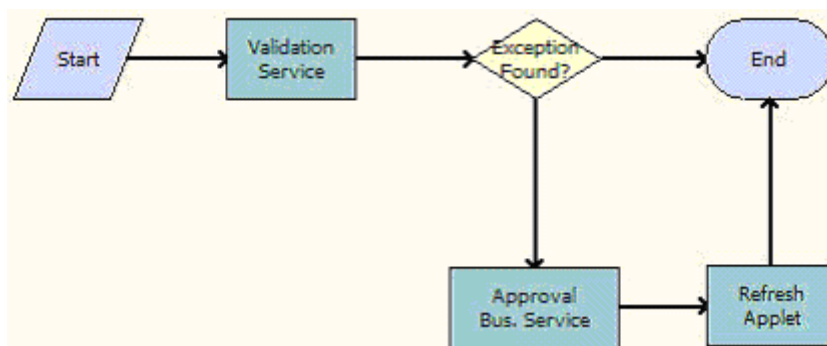 Start
Validation
Service
Exception
Found?
End
Approval
Bus. Service
Refresh
Applet